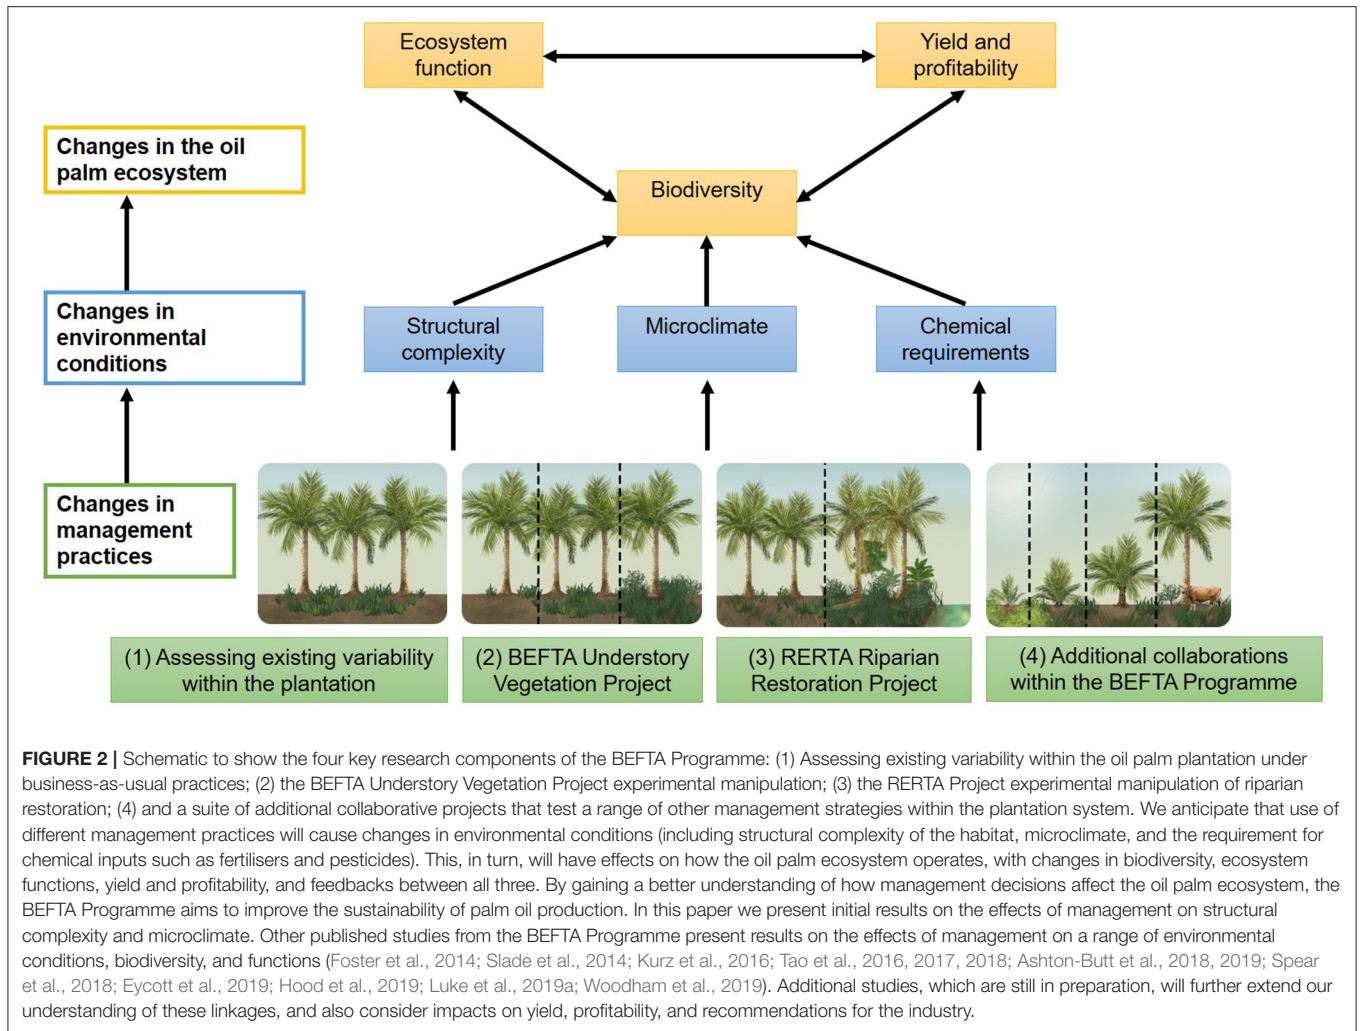 Ecosystem
function
Yield and
profitability
Changes in the oil
palm ecosystem
Biodiversity
Changes in
environmental
conditions
Structural
complexity
Microclimate
Chemical
requirements
Changes in
management
practices
(1) Assessing existing variability
within the plantation
(2) BEFTA Understory
Vegetation Project
(3) RERTA Riparian
Restoration Project
(4) Additional collaborations
within the BEFTA Programme
FIGURE 2 | Schematic to show the four key research components of the BEFTA Programme: (1) Assessing existing variability within the oil palm plantation under
business-as-usual practices; (2) the BEFTA Understory Vegetation Project experimental manipulation; (3) the RERTA Project experimental manipulation of riparian
restoration; (4) and a suite of additional collaborative projects that test a range of other management strategies within the plantation system. We anticipate that use of
different management practices will cause changes in environmental conditions (including structural complexity of the habitat, microclimate, and the requirement for
chemical inputs such as fertilisers and pesticides). This, in turn, will have effects on how the oil palm ecosystem operates, with changes in biodiversity, ecosystem
functions, yield and profitability, and feedbacks between all three. By gaining a better understanding of how management decisions affect the oil palm ecosystem, the
BEFTA Programme aims to improve the sustainability of palm oil production. In this paper we present initial results on the effects of management on structural
complexity and microclimate. Other published studies from the BEFTA Programme present results on the effects of management on a range of environmental
conditions, biodiversity, and functions (Foster et al., 2014; Slade et al., 2014; Kurz et al., 2016; Tao et al., 2016, 2017, 2018; Ashton-Butt et al., 2018, 2019; Spear
et al., 2018; Eycott et al., 2019; Hood et al., 2019; Luke et al., 2019a; Woodham et al., 2019). Additional studies, which are still in preparation, will further extend our
understanding of these linkages, and also consider impacts on yield, profitability, and recommendations for the industry.